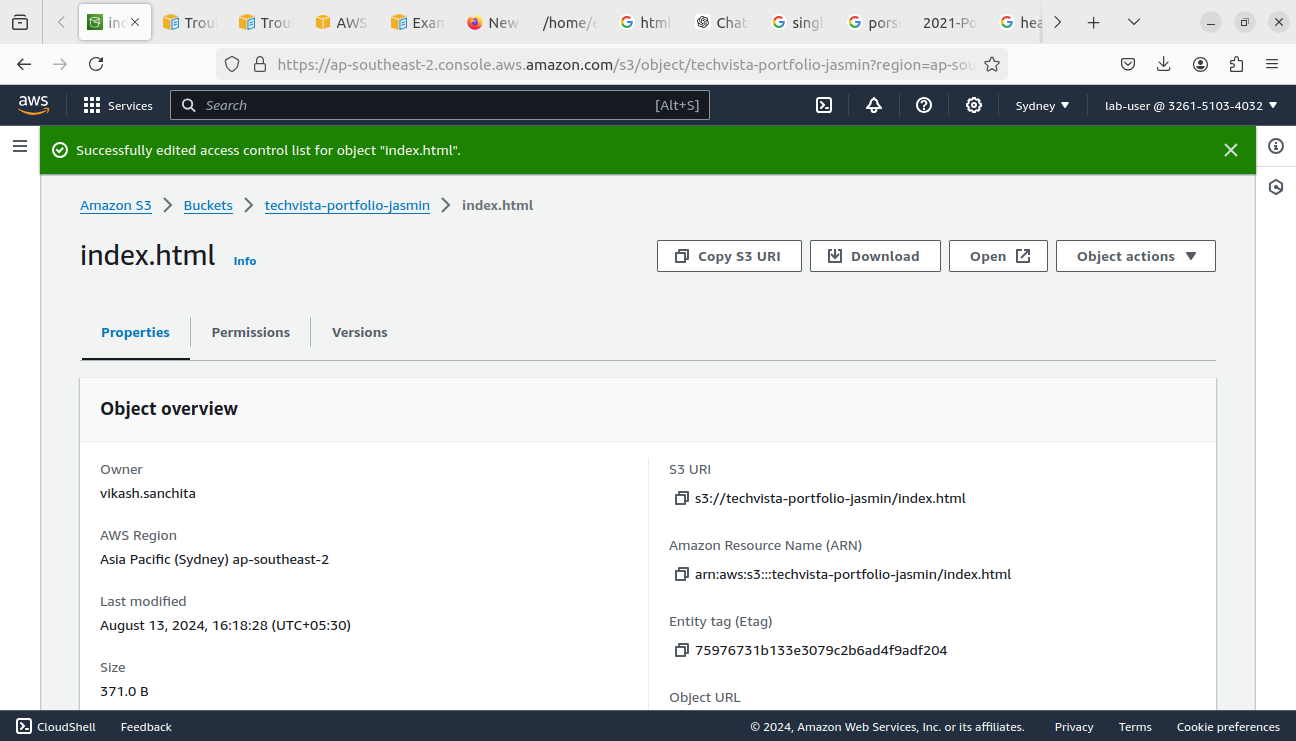 inc
Trou
Trou
AWS
Exam
New
/home/e
html
Chat
singl
pors
2021-Po
hea
https://ap-southeast-2.console.aws.amazon.com/s3/object/techvista-portfolio-jasmin?region=ap-sou
aws
Services
Search
[Alt+S]
Sydney
lab-user @ 3261-5103-4032
Successfully edited access control list for object "index.html".
Amazon S3
Buckets
techvista-portfolio-jasmin
index.html
index.html
Info
Copy S3 URI
Download
Open
Object actions
Properties
Permissions
Versions
Object overview
Owner
vikash.sanchita
AWS Region
Asia Pacific (Sydney) ap-southeast-2
Last modified
August 13, 2024, 16:18:28 (UTC+05:30)
Size
371.0 B
S3 URI
s3://techvista-portfolio-jasmin/index.html
Amazon Resource Name (ARN)
arn:aws:s3:::techvista-portfolio-jasmin/index.html
Entity tag (Etag)
75976731b133e3079c2b6ad4f9adf204
Object URL
CloudShell
Feedback
© 2024, Amazon Web Services, Inc. or its affiliates.
Privacy
Terms
Cookie preferences